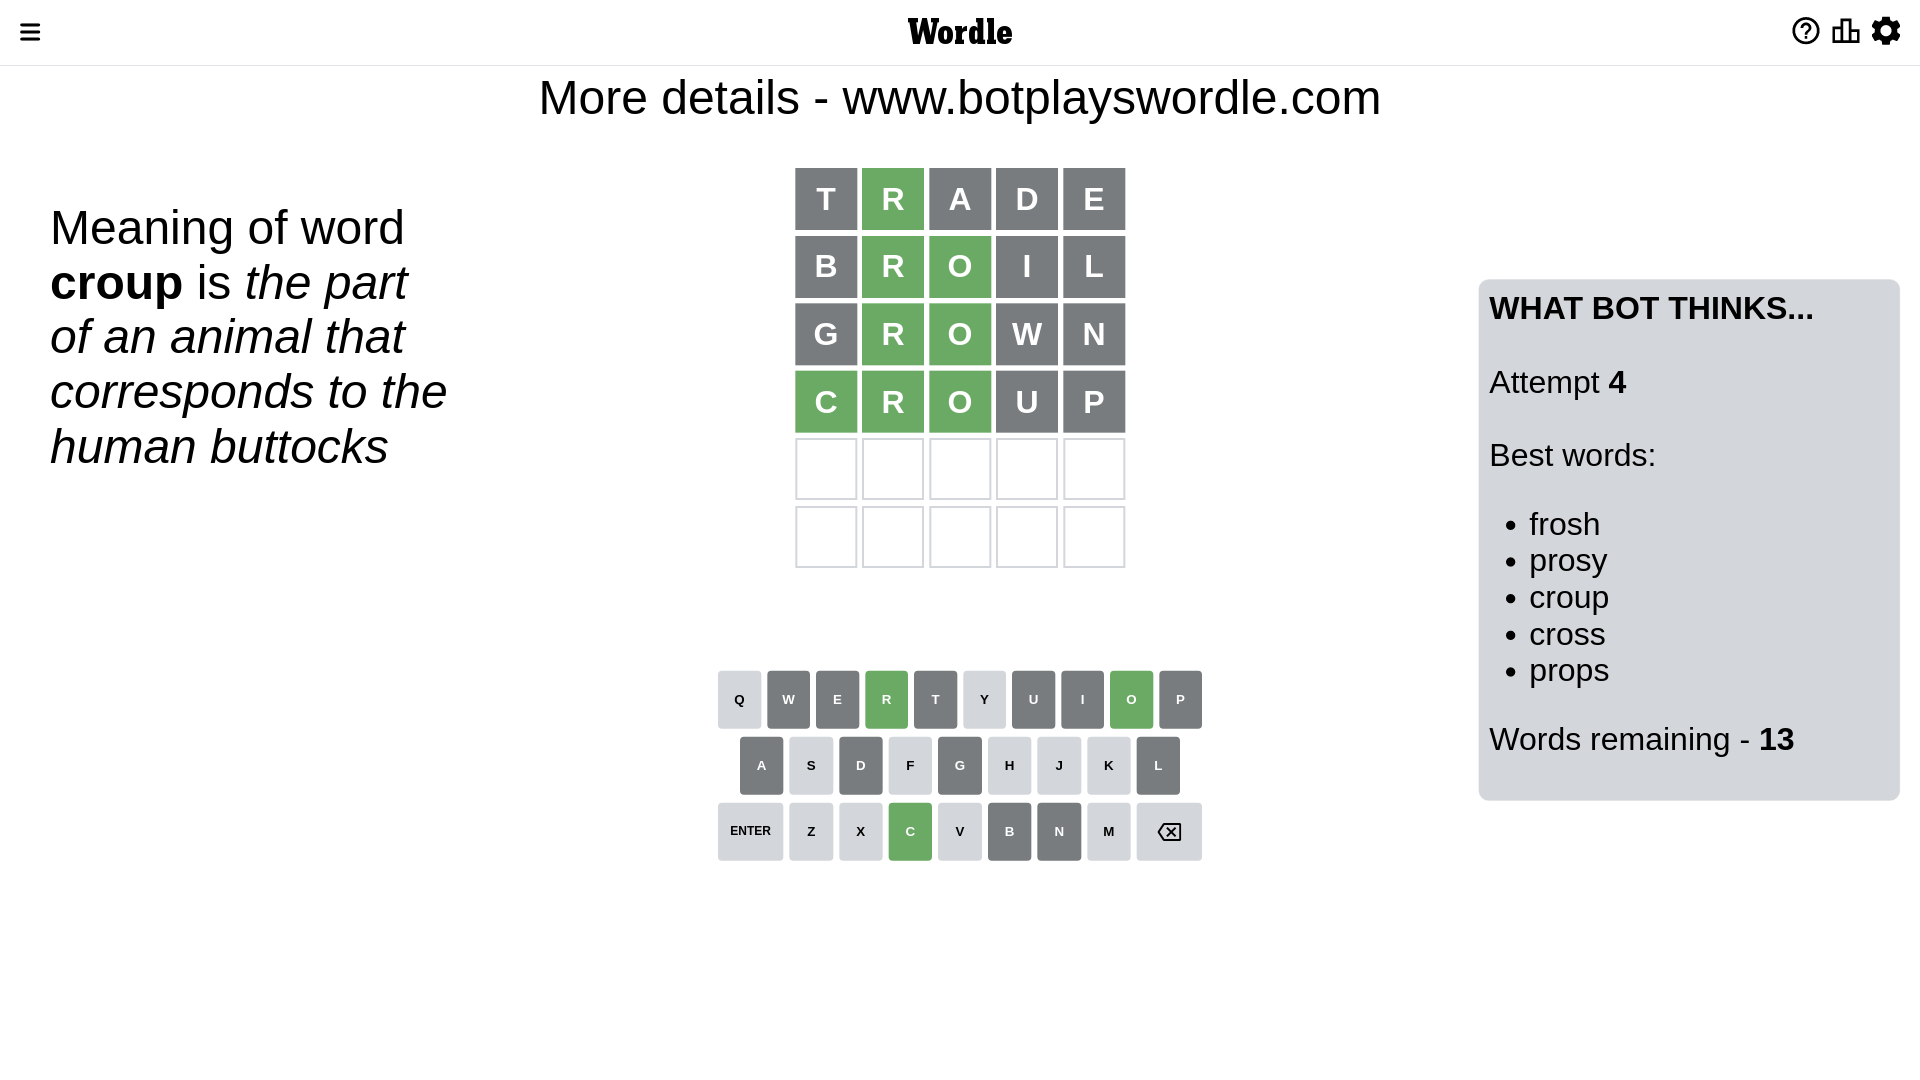 Wordle
More details - www.botplayswordle.com
Meaning of word
croup is the part
of an animal that
corresponds to the
human buttocks
T R A D E
B R O I L
G R O W N
C R O U P
WHAT BOT THINKS...
Attempt 4
Best words:
• frosh
• prosy
• croup
• cross
• props
Words remaining - 13
Q W E R T Y U I O P
A S D F G H J K L
ENTER Z X C V B N M